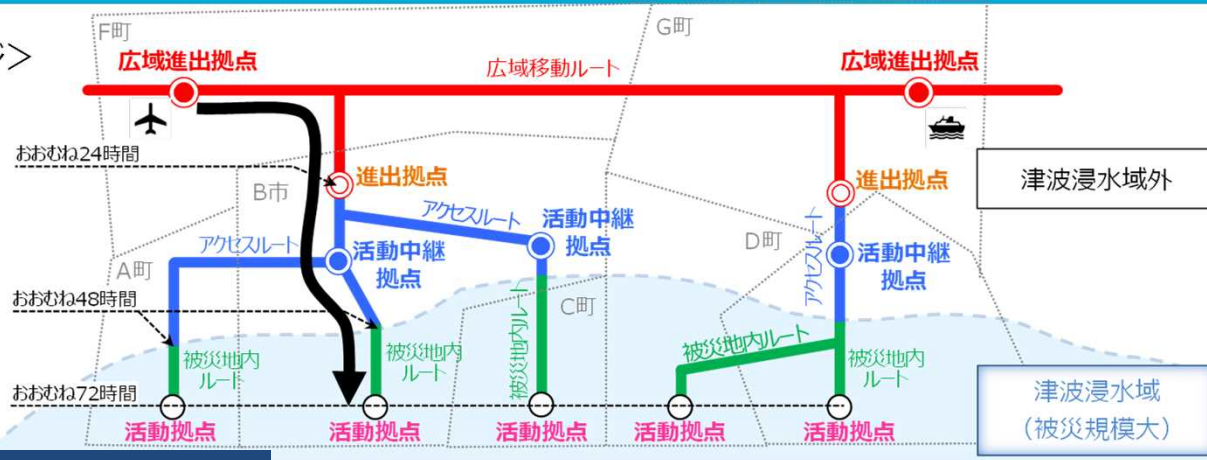 ＞
F町
G町
広域進出拠点
広域移動ルート
広域進出拠点
おおむね24時間
進出拠点
進出拠点
津波浸水域外
B市
アクセスルート
活動中継
拠点
アクセスルート
活動中継
拠点
D町
アクセスルート
活動中継
拠点
A町
おおむね48時間
C町
被災地内
ルート
被災地内
ルート
被災地内ルート
被災地内ルート
被災地内
ルート
おおむね72時間
津波浸水域
（被災規模大）
活動拠点
活動拠点
活動拠点
活動拠点
活動拠点